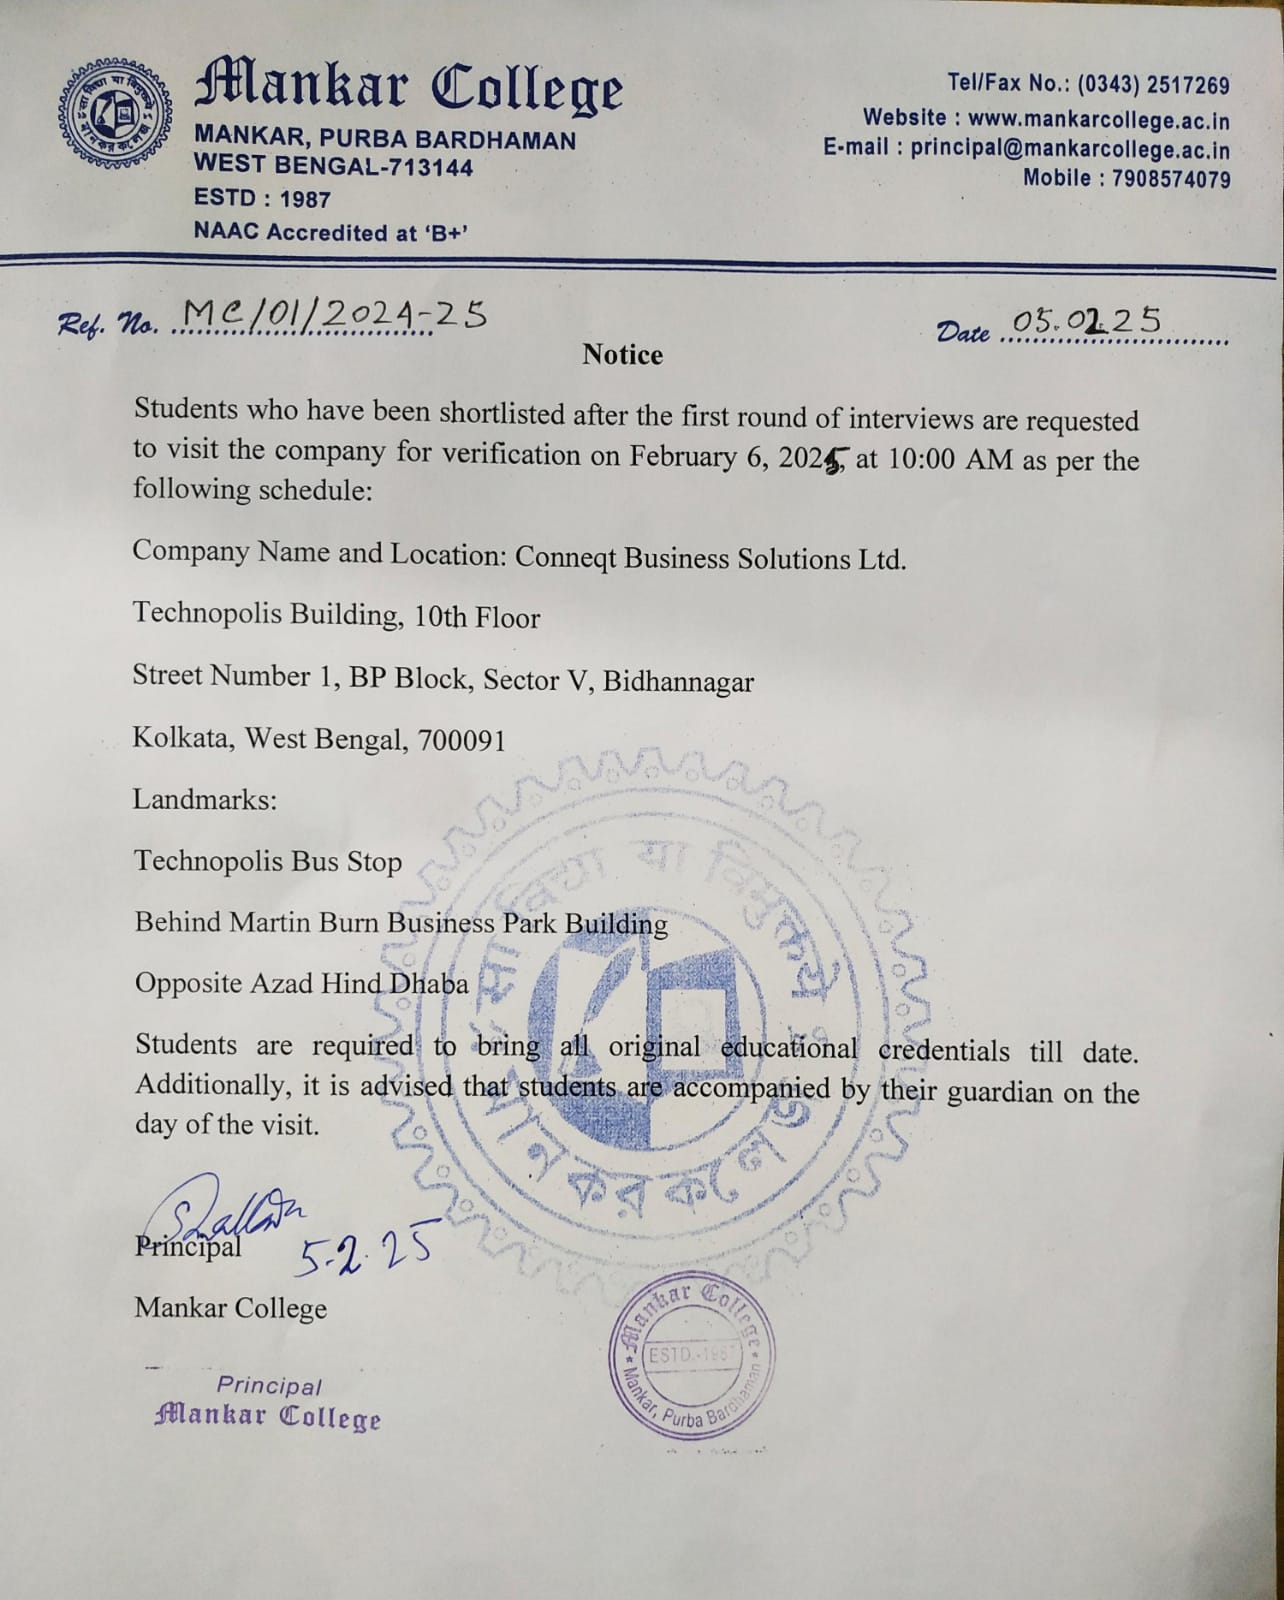 Mankar College
MANKAR, PURBA BARDHAMAN
WEST BENGAL-713144
ESTD : 1987
NAAC Accredited at ‘B+’
Tel/Fax No.: (0343) 2517269
Website : www.mankarcollege.ac.in
E-mail : principal@mankarcollege.ac.in
Mobile : 7908574079
Ref. No. MC/01/2024-25
Date 05.02.25
Notice
Students who have been shortlisted after the first round of interviews are requested
to visit the company for verification on February 6, 2025, at 10:00 AM as per the
following schedule:
Company Name and Location: Conneqt Business Solutions Ltd.
Technopolis Building, 10th Floor
Street Number 1, BP Block, Sector V, Bidhannagar
Kolkata, West Bengal, 700091
Landmarks:
Technopolis Bus Stop
Behind Martin Burn Business Park Building
Opposite Azad Hind Dhaba
Students are required to bring all original educational credentials till date.
Additionally, it is advised that students are accompanied by their guardian on the
day of the visit.
Principal
5.2.25
Mankar College
Principal
Mankar College
Mankar College
ESTD.-1987
Mankar, Purba Bardhaman
सा विद्या या विमुक्तये
মানকর কলেজ